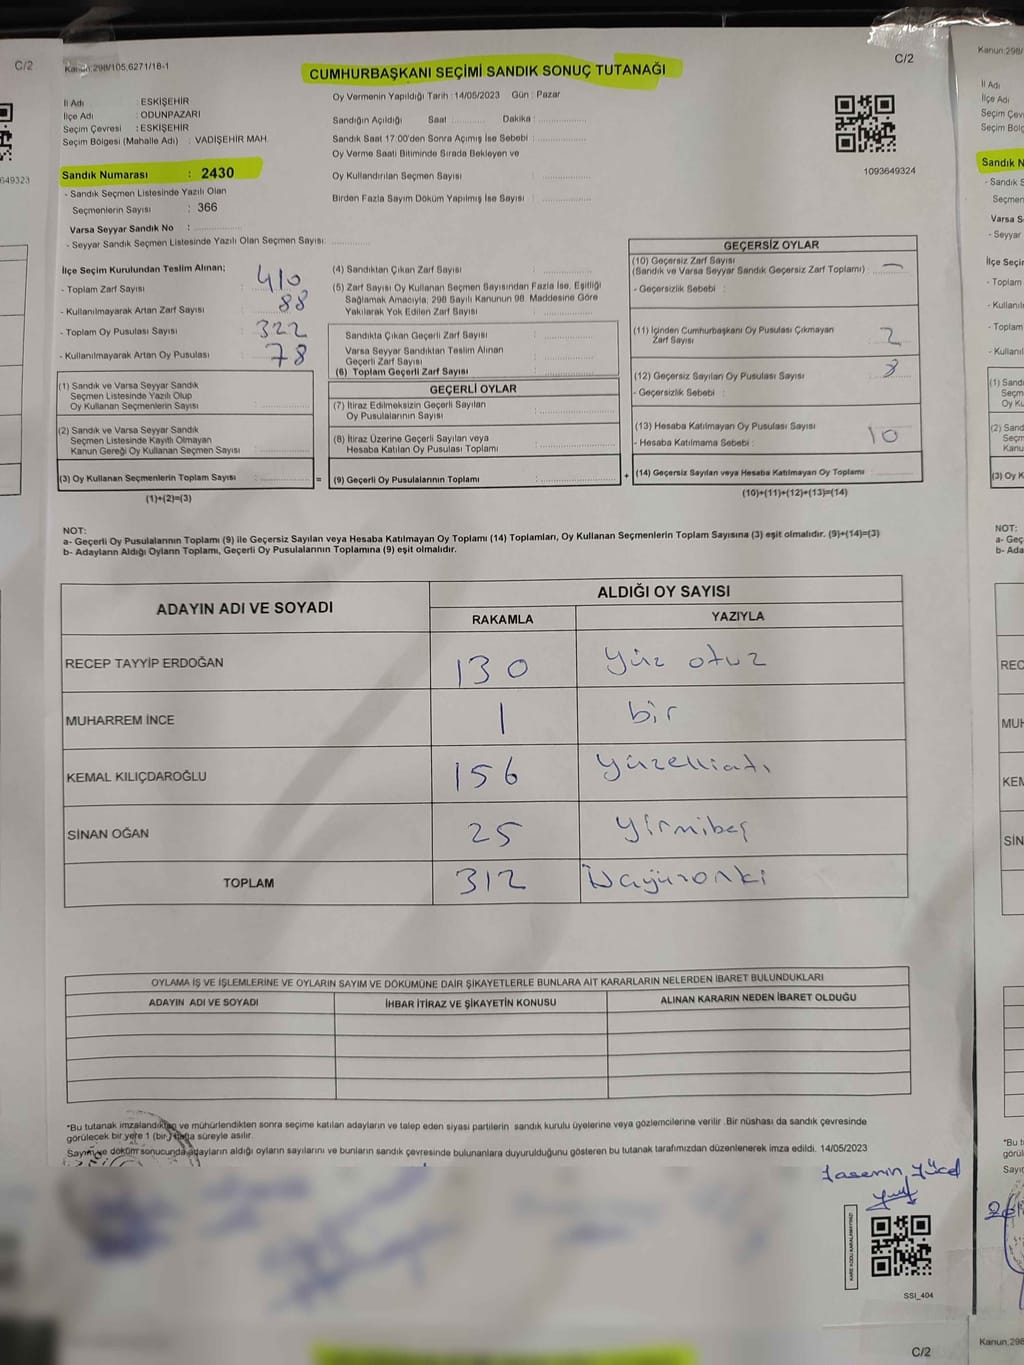 C/2
Kanun:298/105,6271/18-1
C/2
CUMHURBAŞKANI SEÇİMİ SANDIK SONUÇ TUTANAĞI
İl Adı : ESKİŞEHİR
İlçe Adı : ODUNPAZARI
Seçim Çevresi : ESKİŞEHİR
Seçim Bölgesi (Mahalle Adı) : VADİŞEHİR MAH.
Sandık Numarası : 2430
- Sandık Seçmen Listesinde Yazılı Olan
Seçmenlerin Sayısı : 366
Varsa Seyyar Sandık No :
- Seyyar Sandık Seçmen Listesinde Yazılı Olan Seçmen Sayısı:
Oy Vermenin Yapıldığı Tarih :14/05/2023 Gün : Pazar
Sandığın Açıldığı Saat Dakika :
Sandık Saat 17:00'den Sonra Açımış İse Sebebi :
Oy Verme Saati Bitiminde Sırada Bekleyen ve
Oy Kullandırılan Seçmen Sayısı :
Birden Fazla Sayım Döküm Yapılmış İse Sayısı :
1093649324
İlçe Seçim Kurulundan Teslim Alınan;
- Toplam Zarf Sayısı : 410
- Kullanılmayarak Artan Zarf Sayısı : 88
- Toplam Oy Pusulası Sayısı : 322
- Kullanılmayarak Artan Oy Pusulası : 78
(1) Sandık ve Varsa Seyyar Sandık
Seçmen Listesinde Yazılı Olup
Oy Kullanan Seçmenlerin Sayısı :
(2) Sandık ve Varsa Seyyar Sandık
Seçmen Listesinde Kayıtlı Olmayan
Kanun Gereği Oy Kullanan Seçmen Sayısı :
(3) Oy Kullanan Seçmenlerin Toplam Sayısı : =
(1)+(2)=(3)
(4) Sandıktan Çıkan Zarf Sayısı :
(5) Zarf Sayısı Oy Kullanan Seçmen Sayısından Fazla İse, Eşitliği
Sağlamak Amacıyla; 298 Sayılı Kanunun 98. Maddesine Göre
Yakılarak Yok Edilen Zarf Sayısı :
Sandıkta Çıkan Geçerli Zarf Sayısı :
Varsa Seyyar Sandıktan Teslim Alınan
Geçerli Zarf Sayısı :
(6) Toplam Geçerli Zarf Sayısı :
GEÇERLİ OYLAR
(7) İtiraz Edilmeksizin Geçerli Sayılan
Oy Pusulalarının Sayısı :
(8) İtiraz Üzerine Geçerli Sayılan veya
Hesaba Katılan Oy Pusulası Toplamı :
(9) Geçerli Oy Pusulalarının Toplamı : +
GEÇERSİZ OYLAR
(10) Geçersiz Zarf Sayısı
(Sandık ve Varsa Seyyar Sandık Geçersiz Zarf Toplamı) : —
- Geçersizlik Sebebi :
(11) İçinden Cumhurbaşkanı Oy Pusulası Çıkmayan
Zarf Sayısı : 2
(12) Geçersiz Sayılan Oy Pusulası Sayısı : 8
- Geçersizlik Sebebi :
(13) Hesaba Katılmayan Oy Pusulası Sayısı :
- Hesaba Katılmama Sebebi : 10
(14) Geçersiz Sayılan veya Hesaba Katılmayan Oy Toplamı :
(10)+(11)+(12)+(13)=(14)
NOT:
a- Geçerli Oy Pusulalarının Toplamı (9) ile Geçersiz Sayılan veya Hesaba Katılmayan Oy Toplamı (14) Toplamları, Oy Kullanan Seçmenlerin Toplam Sayısına (3) eşit olmalıdır. (9)+(14)=(3)
b- Adayların Aldığı Oyların Toplamı, Geçerli Oy Pusulalarının Toplamına (9) eşit olmalıdır.
ADAYIN ADI VE SOYADI ALDIĞI OY SAYISI
RAKAMLA YAZIYLA
RECEP TAYYİP ERDOĞAN 130 yüz otuz
MUHARREM İNCE 1 bir
KEMAL KILIÇDAROĞLU 156 yüzelliatı
SİNAN OĞAN 25 yirmibeş
TOPLAM 312
OYLAMA İŞ VE İŞLEMLERİNE VE OYLARIN SAYIM VE DÖKÜMÜNE DAİR ŞİKAYETLERLE BUNLARA AİT KARARLARIN NELERDEN İBARET BULUNDUKLARI
ADAYIN ADI VE SOYADI İHBAR İTİRAZ VE ŞİKAYETİN KONUSU ALINAN KARARIN NEDEN İBARET OLDUĞU
*Bu tutanak imzalandıktan ve mühürlendikten sonra seçime katılan adayların ve talep eden siyasi partilerin sandık kurulu üyelerine veya gözlemcilerine verilir. Bir nüshası da sandık çevresinde
görülecek bir yere 1 (bir) hafta süreyle asılır.
Sayım ve döküm sonucunda adayların aldığı oyların sayılarını ve bunların sandık çevresinde bulunanlara duyurulduğunu gösteren bu tutanak tarafımızdan düzenlenerek imza edildi. 14/05/2023
Yasemin Yücel
KARE KODU KARALAMAYINIZ!
SSI_404
C/2
Kanun:298